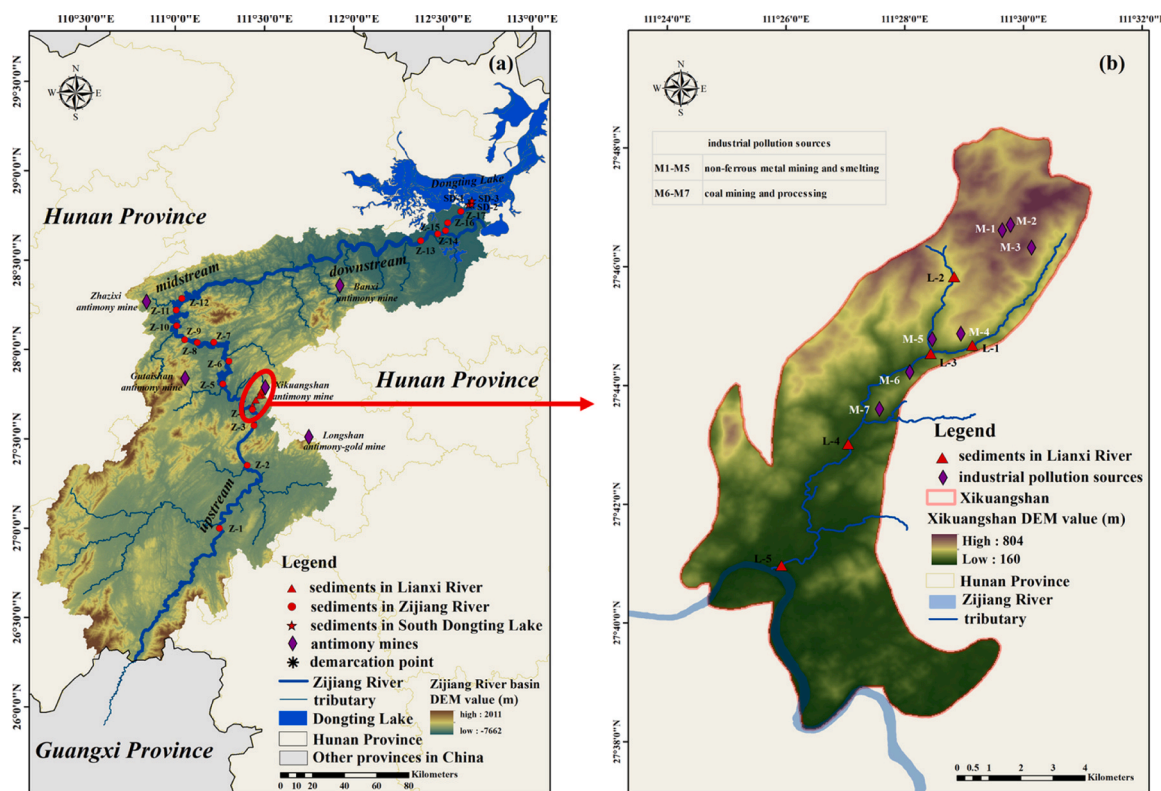 110°0'0"E 110°30'0"E 111°0'0"E 111°30'0"E 112°0'0"E 112°30'0"E 113°0'0"E
(a)
N
W E
S
29°30'0"N
29°0'0"N
28°30'0"N
28°0'0"N
27°30'0"N
27°0'0"N
26°30'0"N
26°0'0"N
Hunan Province
Dongting Lake
SD-3
SD-2
Z-17
Z-16
Z-15
Z-14
Z-13
downstream
midstream
Banxi
antimony mine
Zhazixi
antimony mine
Z-12
Z-11
Z-10
Z-9
Z-7
Z-8
Z-6
Z-5
Gutaishan
antimony mine
Hunan Province
Xikuangshan
antimony mine
Z-3
Longshan
antimony-gold mine
Z-2
upstream
Z-1
Legend
sediments in Lianxi River
sediments in Zijiang River
sediments in South Dongting Lake
antimony mines
demarcation point
Zijiang River
tributary
Dongting Lake
Hunan Province
Other provinces in China
Zijiang River basin
DEM value (m)
high : 2011
low : -7662
Guangxi Province
0 10 20 40 60 80
Kilometers
111°24'0"E 111°26'0"E 111°28'0"E 111°30'0"E 111°32'0"E
(b)
N
W E
S
27°48'0"N
27°46'0"N
27°44'0"N
27°42'0"N
27°40'0"N
27°38'0"N
industrial pollution sources
M1-M5 non-ferrous metal mining and smelting
M6-M7 coal mining and processing
M-2
M-1
M-3
L-2
M-5
M-4
L-1
L-3
M-6
M-7
L-4
L-5
Legend
sediments in Lianxi River
industrial pollution sources
Xikuangshan
Xikuangshan DEM value (m)
High : 804
Low : 160
Hunan Province
Zijiang River
tributary
0 0.5 1 2 3 4
Kilometers